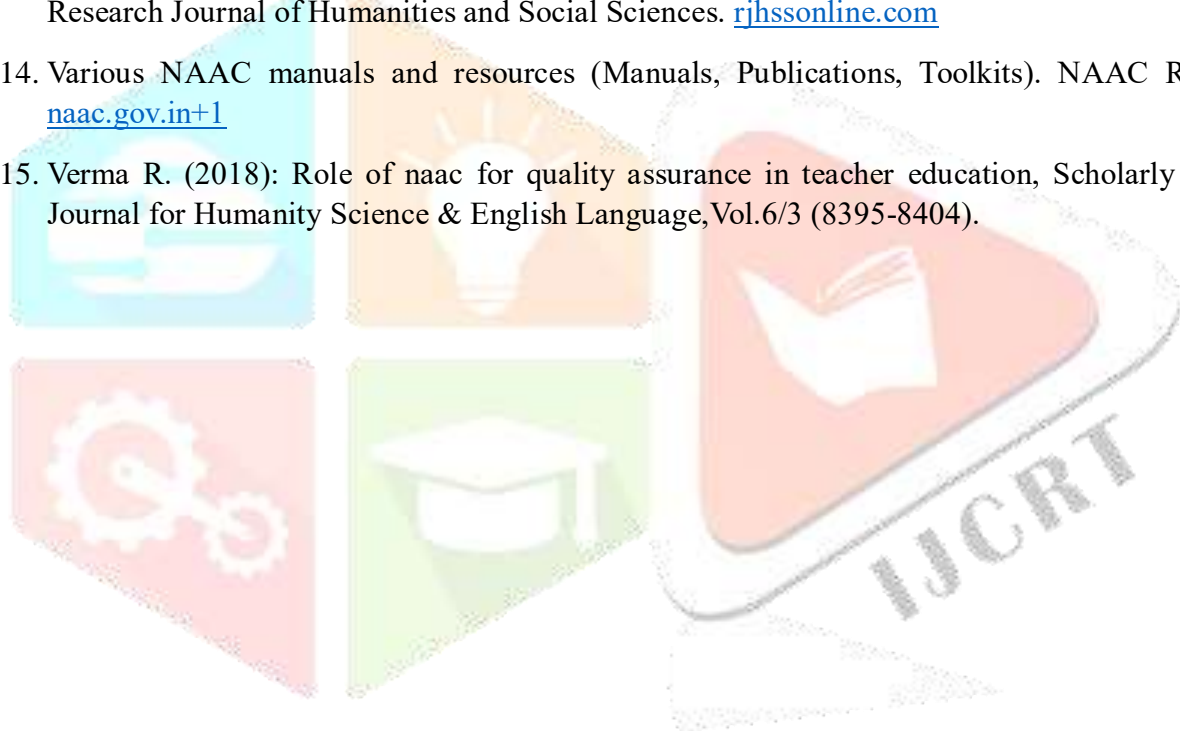 Research Journal of Humanities and Social Sciences. rjhssonline.com
14. Various NAAC manuals and resources (Manuals, Publications, Toolkits). NAAC R
naac.gov.in+1
15. Verma R. (2018): Role of naac for quality assurance in teacher education, Scholarly
Journal for Humanity Science & English Language,Vol.6/3 (8395-8404).
IJCRT